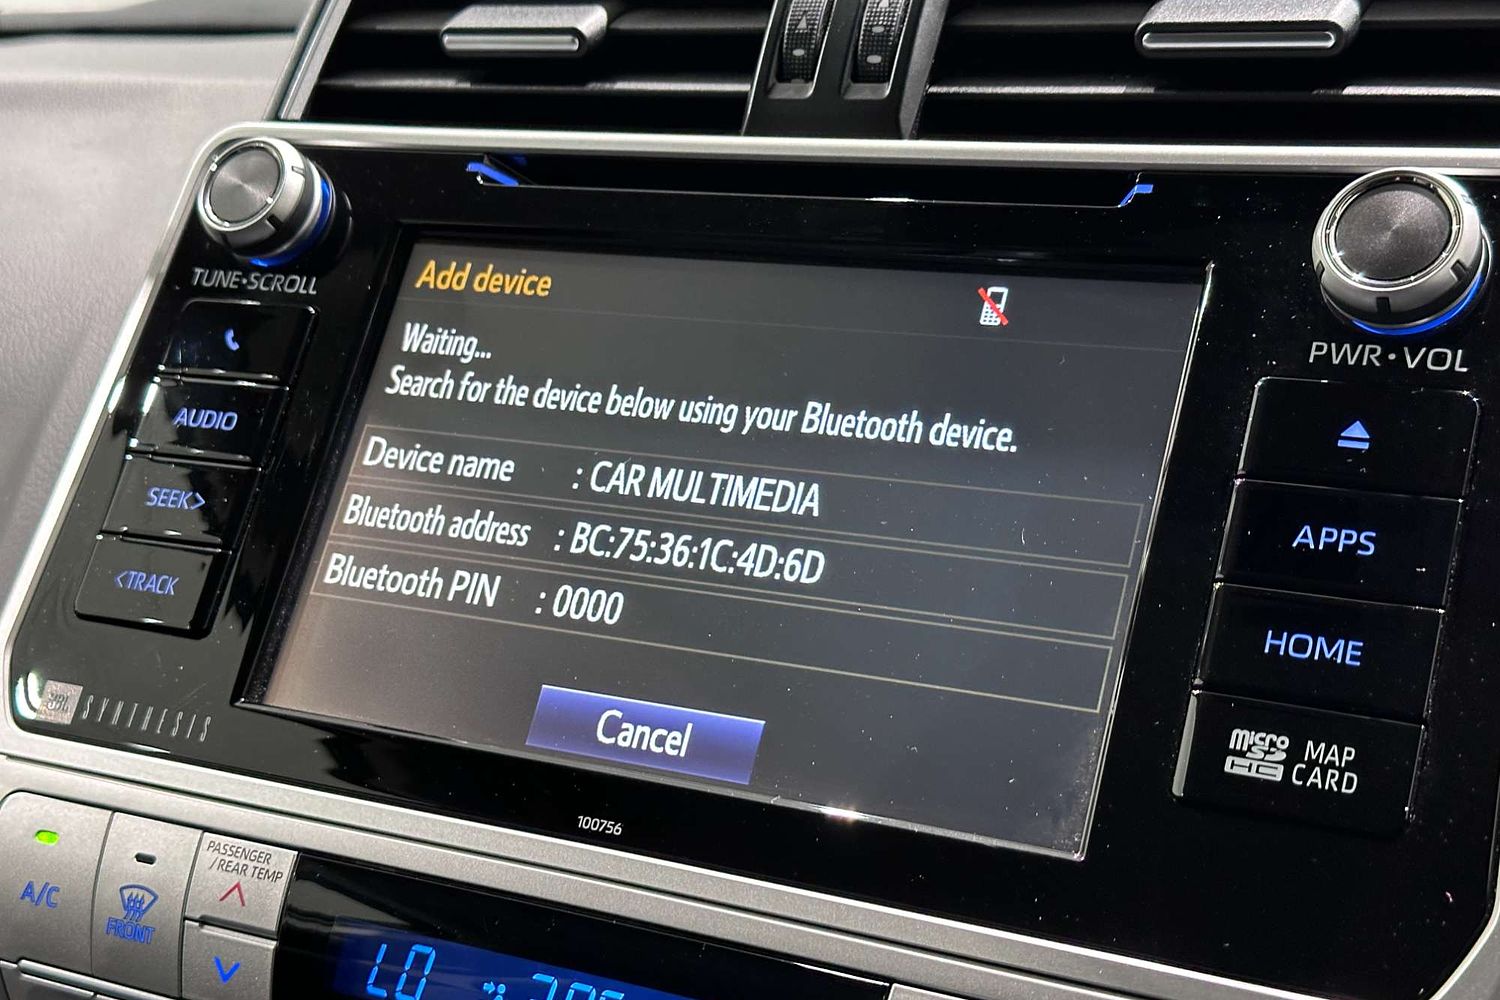 TUNE•SCROLL
AUDIO
SEEK>
<TRACK
JBL SYNTHESIS
Add device
Waiting...
Search for the device below using your Bluetooth device.
Device name : CAR MULTIMEDIA
Bluetooth address : BC:75:36:1C:4D:6D
Bluetooth PIN : 0000
Cancel
100756
PWR•VOL
APPS
HOME
micro SD HC
MAP
CARD
A/C
FRONT
PASSENGER
/REAR TEMP
LO